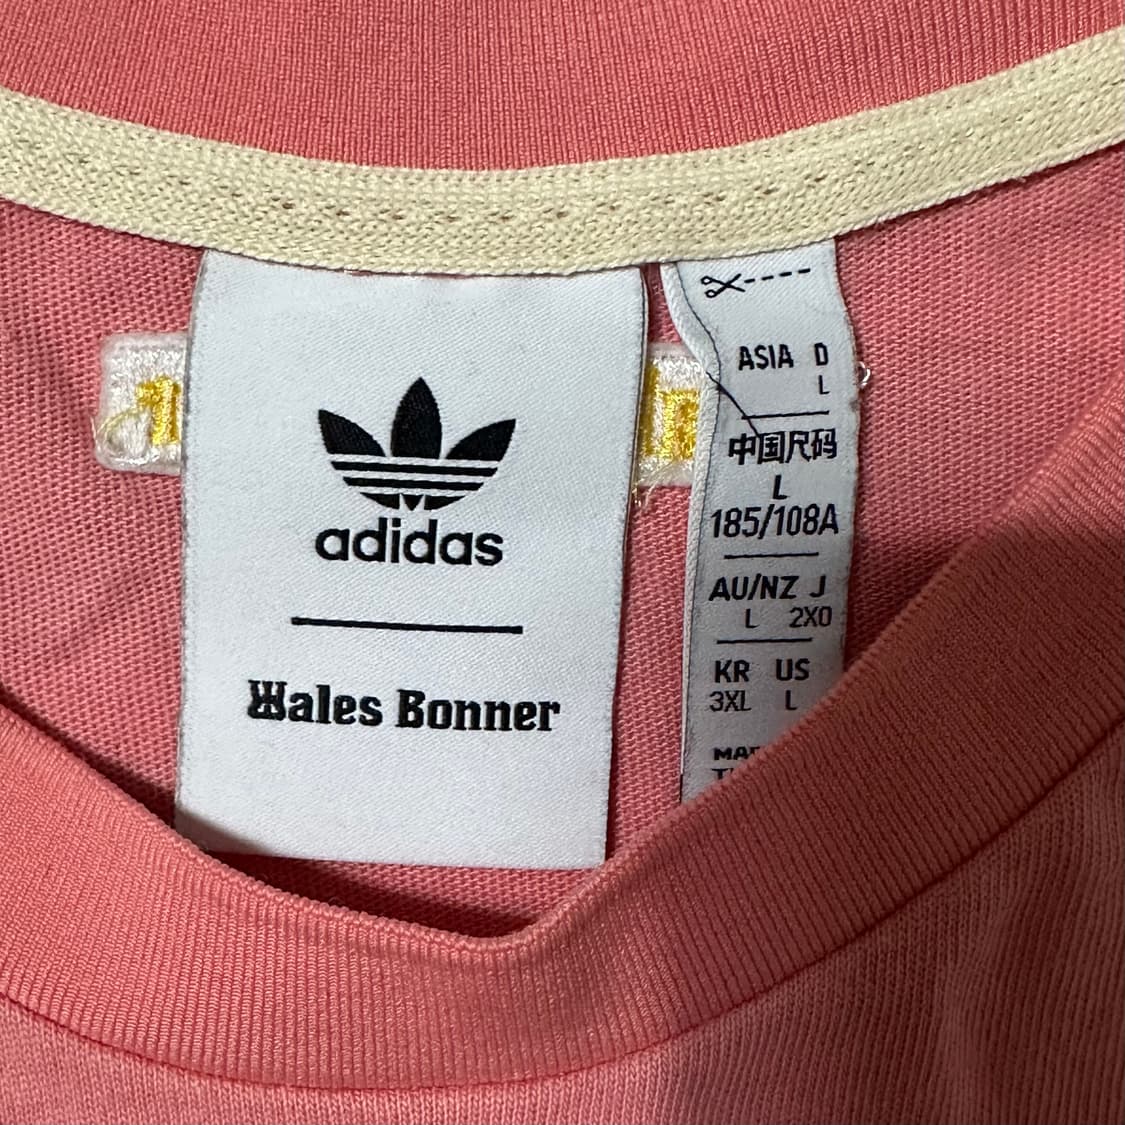 adidas
Wales Bonner
ASIA D
L
中国尺码
L
185/108A
AU/NZ J
L 2XO
KR US
3XL L